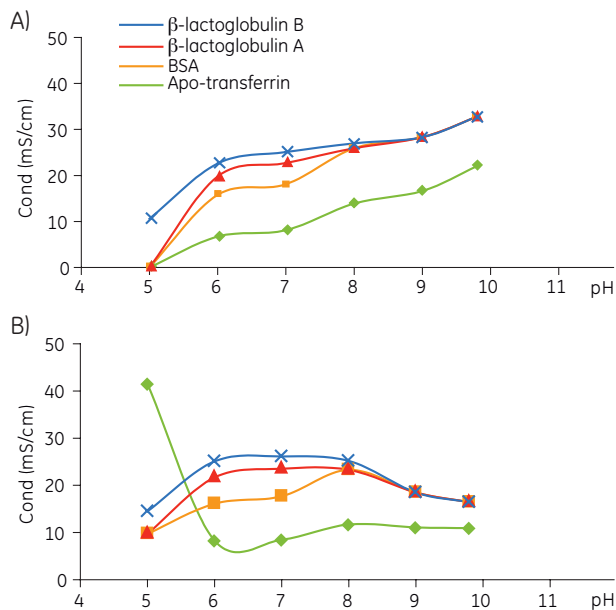 A)
β-lactoglobulin B
β-lactoglobulin A
BSA
Apo-transferrin
Cond (mS/cm)
50
40
30
20
10
0
4 5 6 7 8 9 10 11 pH
B)
Cond (mS/cm)
50
40
30
20
10
0
4 5 6 7 8 9 10 11 pH